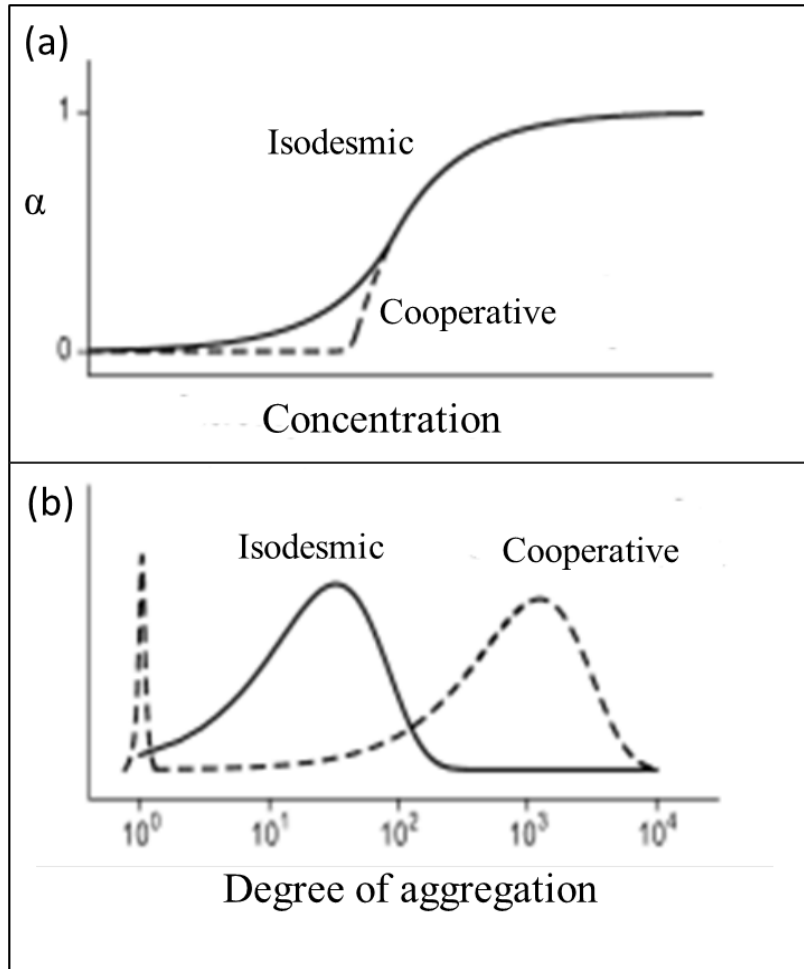 (a)
1
Isodesmic
α
Cooperative
0
Concentration
(b)
Isodesmic Cooperative
10⁰ 10¹ 10² 10³ 10⁴
Degree of aggregation